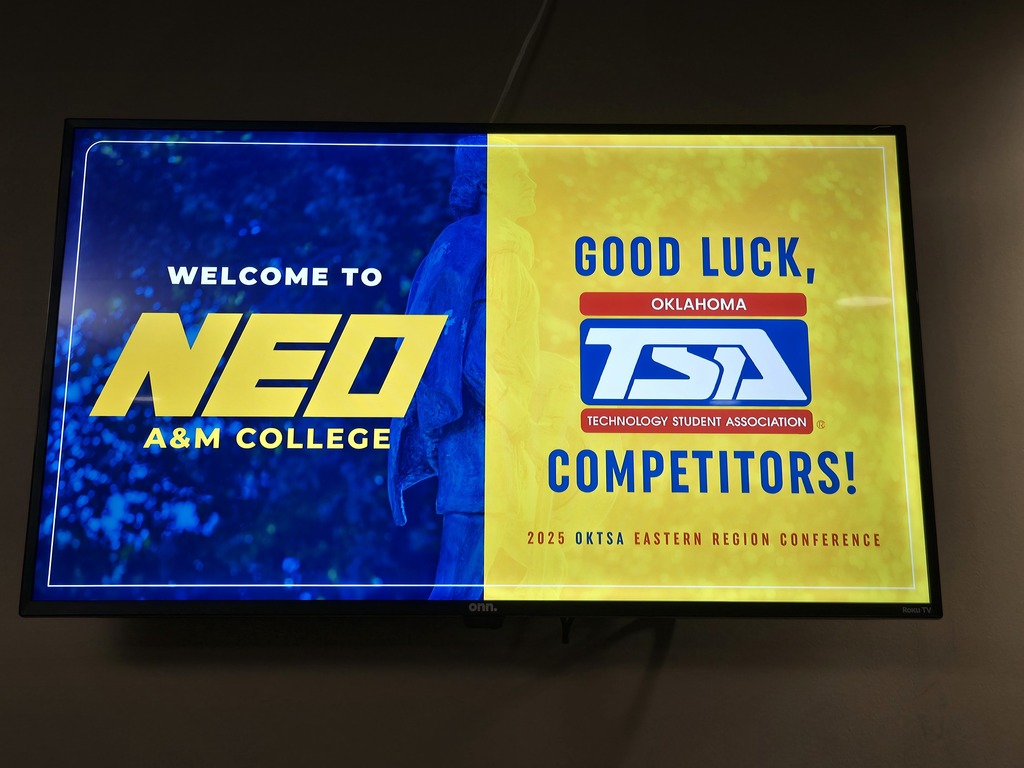 WELCOME TO
NEO
A&M COLLEGE
GOOD LUCK,
OKLAHOMA
TSA
TECHNOLOGY STUDENT ASSOCIATION ®
COMPETITORS!
2025 OKTSA EASTERN REGION CONFERENCE
onn.
Roku TV